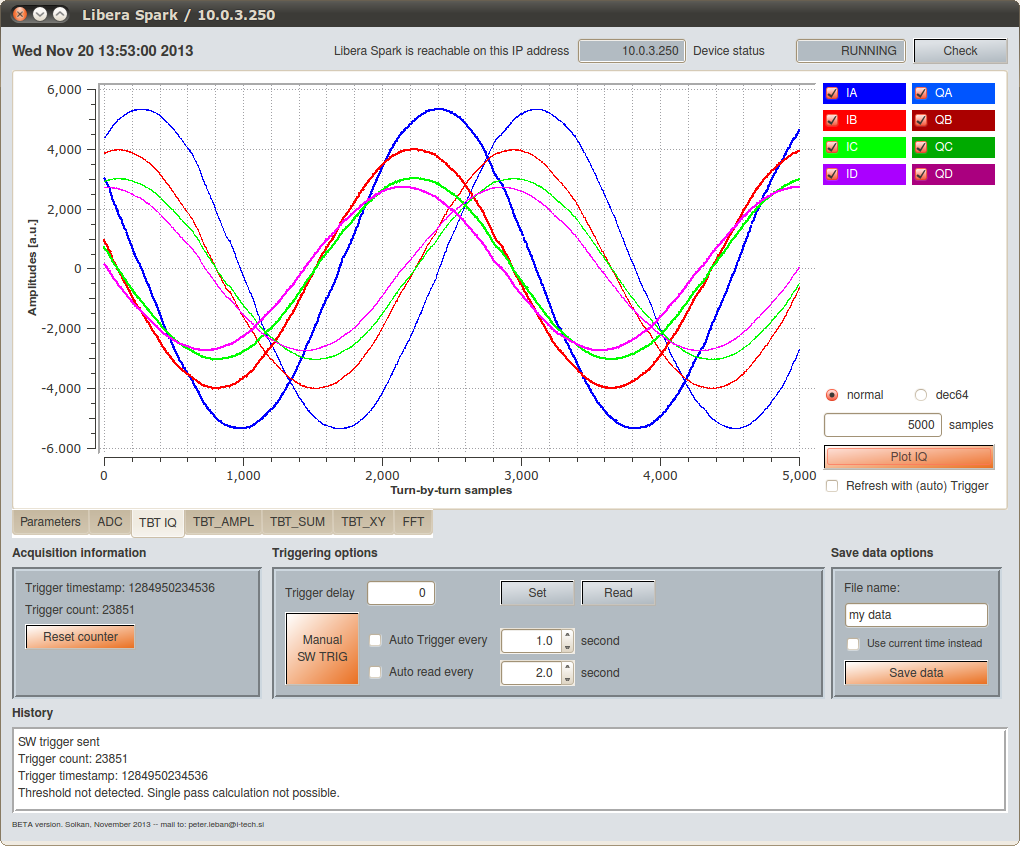 Libera Spark / 10.0.3.250
Wed Nov 20 13:53:00 2013
Libera Spark is reachable on this IP address 10.0.3.250 Device status RUNNING Check
6,000
4,000
2,000
0
-2,000
-4,000
-6.000
Amplitudes [a.u.]
0 1,000 2,000 3,000 4,000 5,000
Turn-by-turn samples
IA QA
IB QB
IC QC
ID QD
normal dec64
5000 samples
Plot IQ
Refresh with (auto) Trigger
Parameters ADC TBT IQ TBT_AMPL TBT_SUM TBT_XY FFT
Acquisition information
Trigger timestamp: 1284950234536
Trigger count: 23851
Reset counter
Triggering options
Trigger delay 0 Set Read
Manual
SW TRIG
Auto Trigger every 1.0 second
Auto read every 2.0 second
Save data options
File name:
my data
Use current time instead
Save data
History
SW trigger sent
Trigger count: 23851
Trigger timestamp: 1284950234536
Threshold not detected. Single pass calculation not possible.
BETA version. Solkan, November 2013 -- mail to: peter.leban@i-tech.si